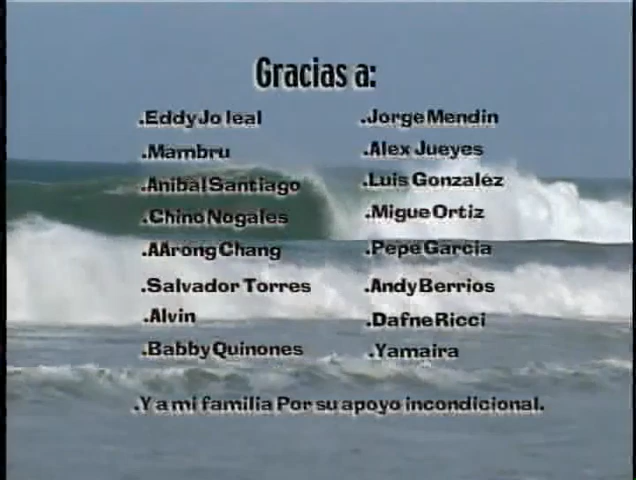 Gracias a:
.Eddy Jo leal
.Mambru
.Anibal Santiago
.Chino Nogales
.AArong Chang
.Salvador Torres
.Alvin
.Babby Quinones
.Jorge Mendin
.Alex Jueyes
.Luis Gonzalez
.Migue Ortiz
.Pepe Garcia
.Andy Berrios
.Dafne Ricci
.Yamaira
.Y a mi familia Por su apoyo incondicional.